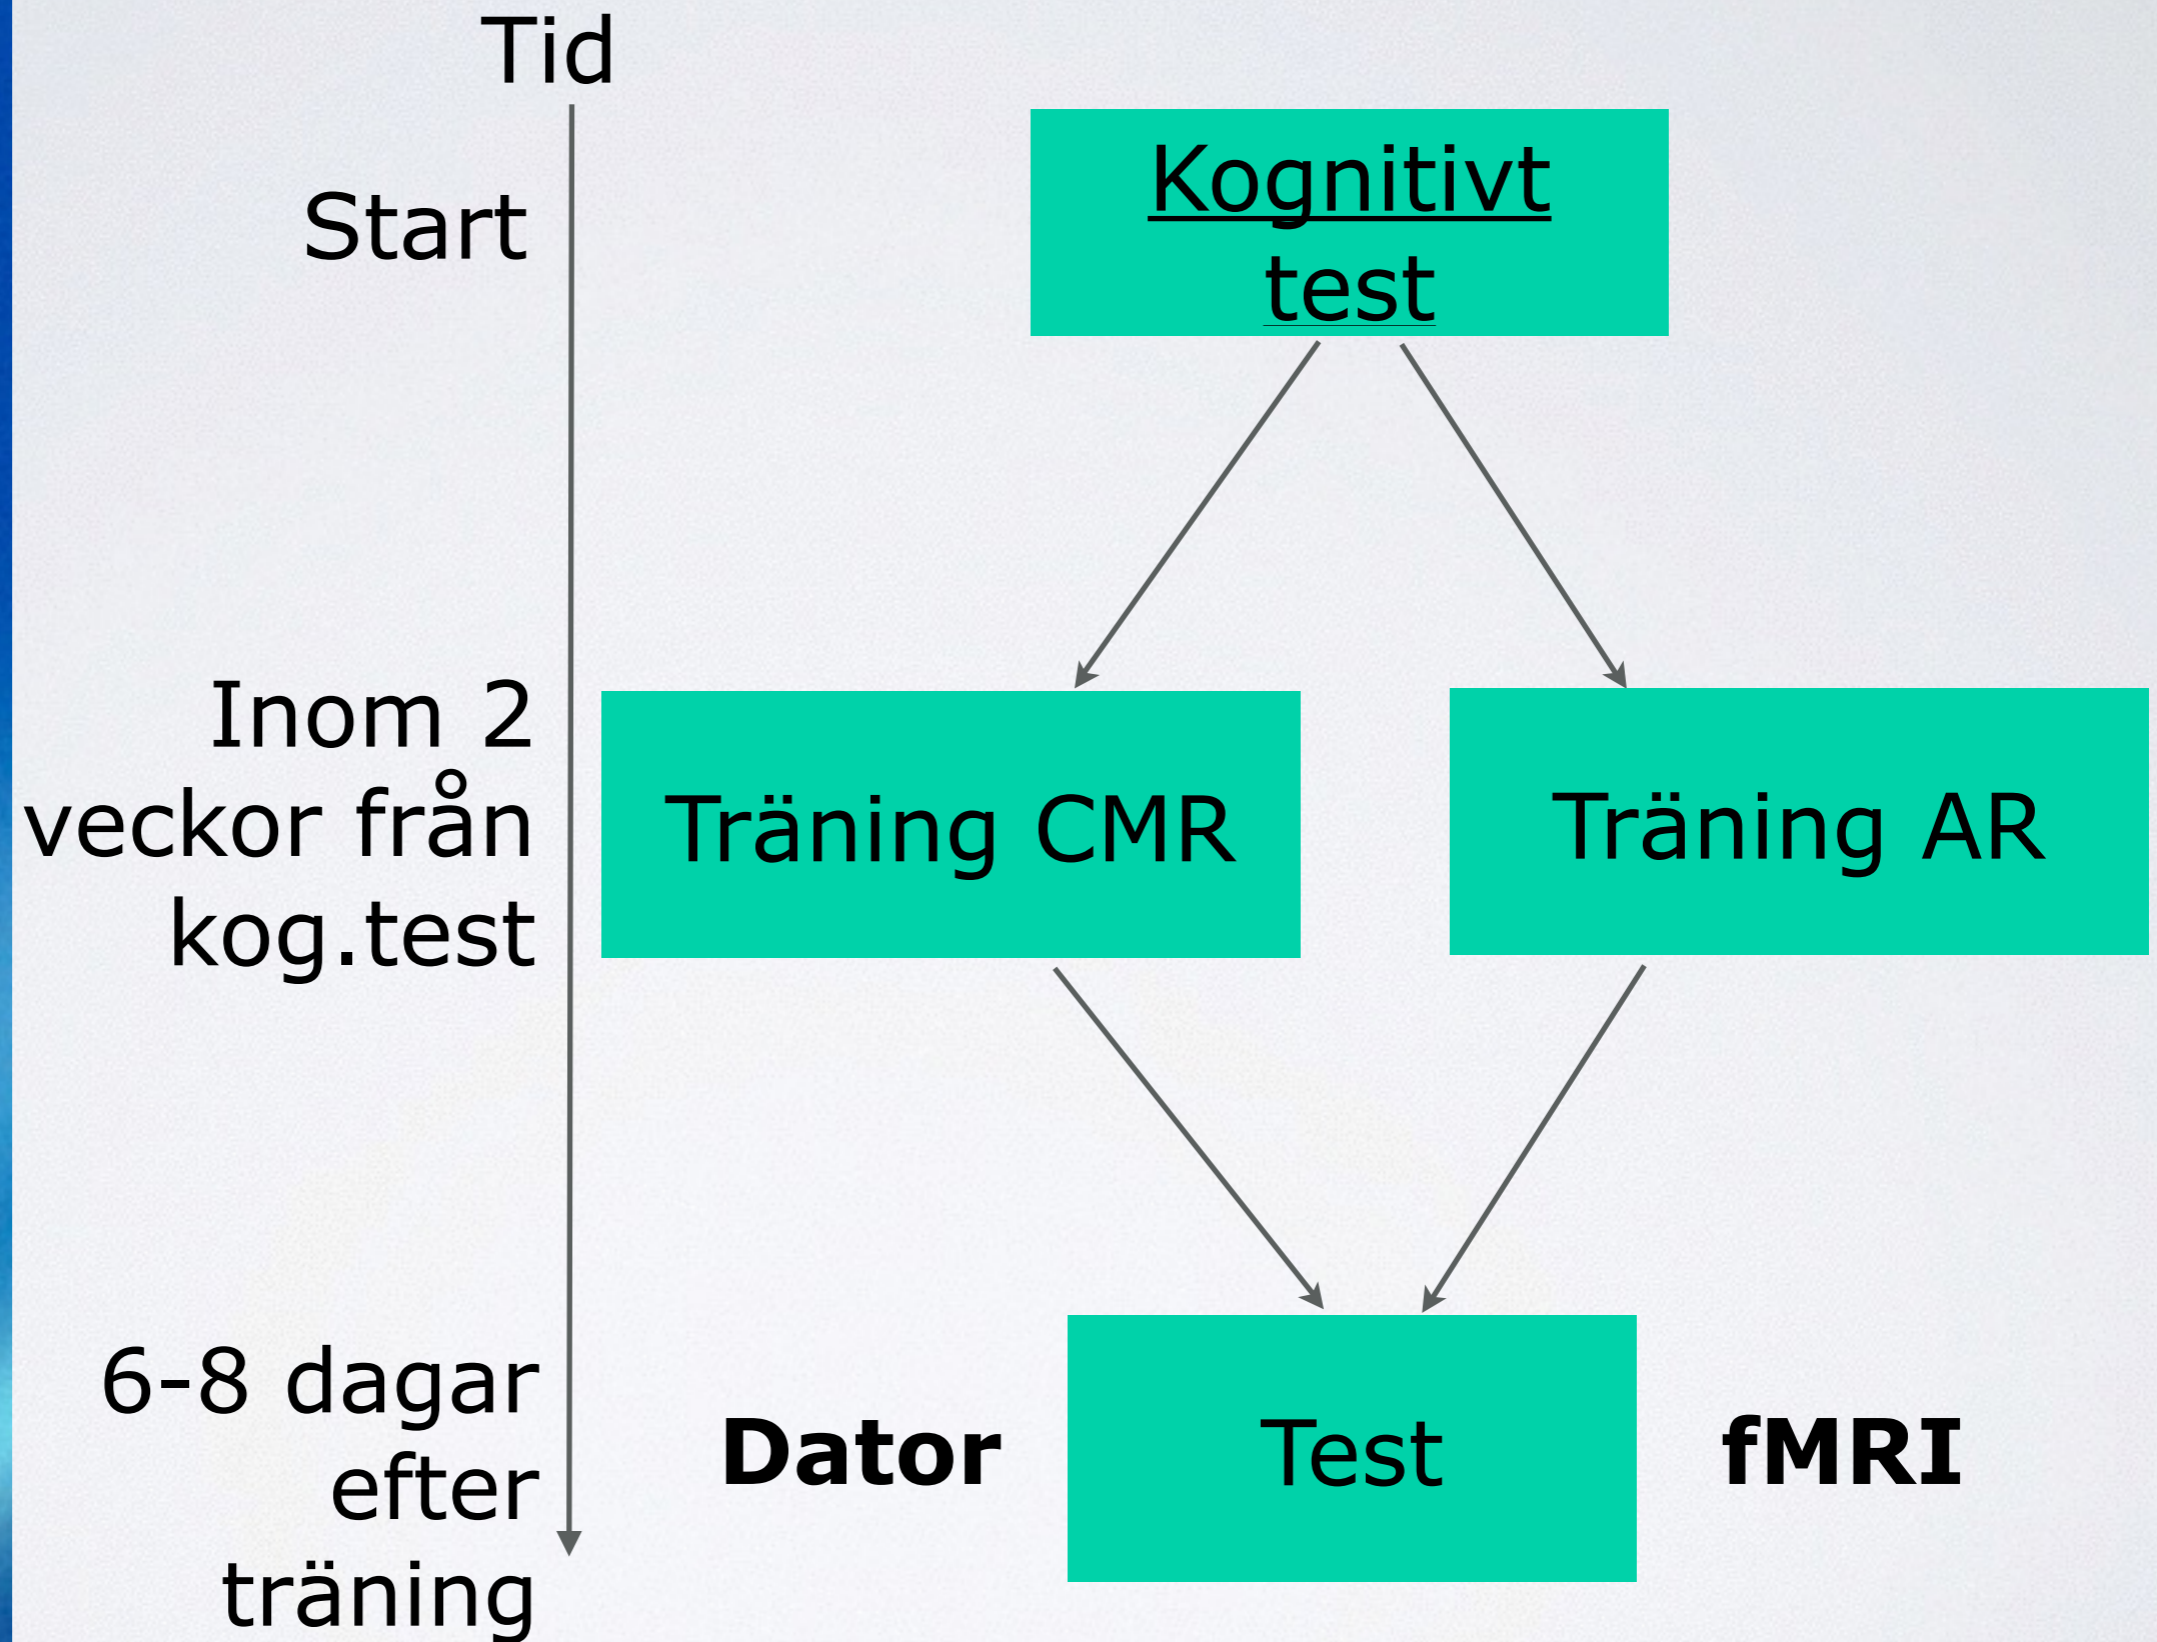 Tid
Start
Kognitivt
test
Inom 2
veckor från
kog.test
Träning CMR
Träning AR
6-8 dagar
efter
träning
Dator
Test
fMRI